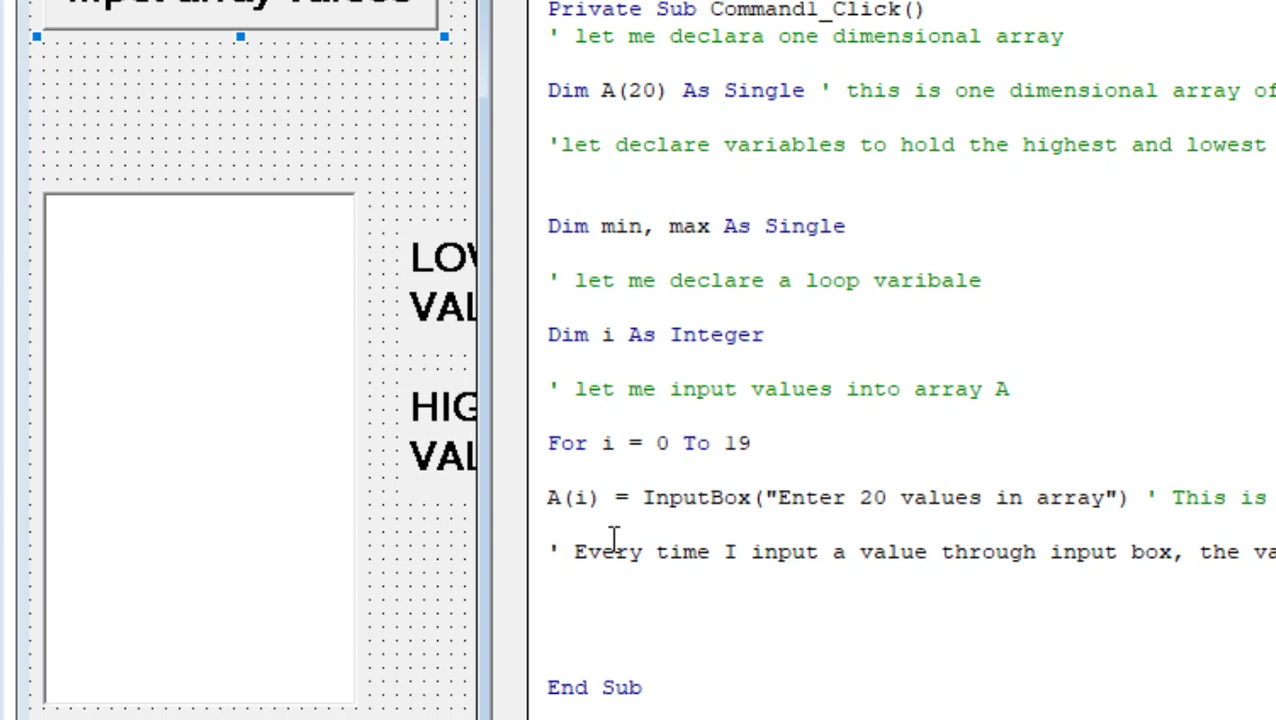 Input array values
LOW
VAL
HIG
VAL
Private Sub Command1_Click()
' let me declara one dimensional array
Dim A(20) As Single ' this is one dimensional array of
'let declare variables to hold the highest and lowest
Dim min, max As Single
' let me declare a loop varibale
Dim i As Integer
' let me input values into array A
For i = 0 To 19
A(i) = InputBox("Enter 20 values in array") ' This is
' Every time I input a value through input box, the va
End Sub